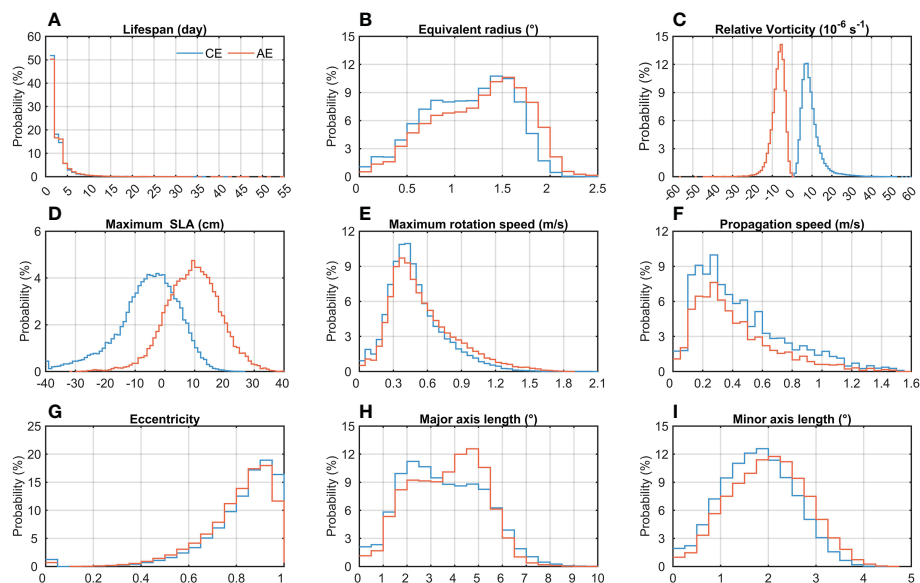 A
Lifespan (day)
CE AE
Probability (%)
60
50
40
30
20
10
0
0 5 10 15 20 25 30 35 40 45 50 55
B
Equivalent radius (°)
Probability (%)
15
12
9
6
3
0
0 0.5 1 1.5 2 2.5
C
Relative Vorticity (10⁻⁶ s⁻¹)
Probability (%)
15
12
9
6
3
0
-60 -50 -40 -30 -20 -10 0 10 20 30 40 50 60
D
Maximum SLA (cm)
Probability (%)
6
4
2
0
-40 -30 -20 -10 0 10 20 30 40
E
Maximum rotation speed (m/s)
Probability (%)
12
9
6
3
0
0.3 0.6 0.9 1.2 1.5 1.8 2.1
F
Propagation speed (m/s)
Probability (%)
12
9
6
3
0
0 0.2 0.4 0.6 0.8 1 1.2 1.4 1.6
G
Eccentricity
Probability (%)
25
20
15
10
5
0
0 0.2 0.4 0.6 0.8 1
H
Major axis length (°)
Probability (%)
15
12
9
6
3
0
0 1 2 3 4 5 6 7 8 9 10
I
Minor axis length (°)
Probability (%)
15
12
9
6
3
0
0 1 2 3 4 5